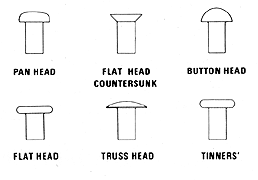 PAN HEAD
FLAT HEAD
COUNTERSUNK
BUTTON HEAD
FLAT HEAD
TRUSS HEAD
TINNERS'